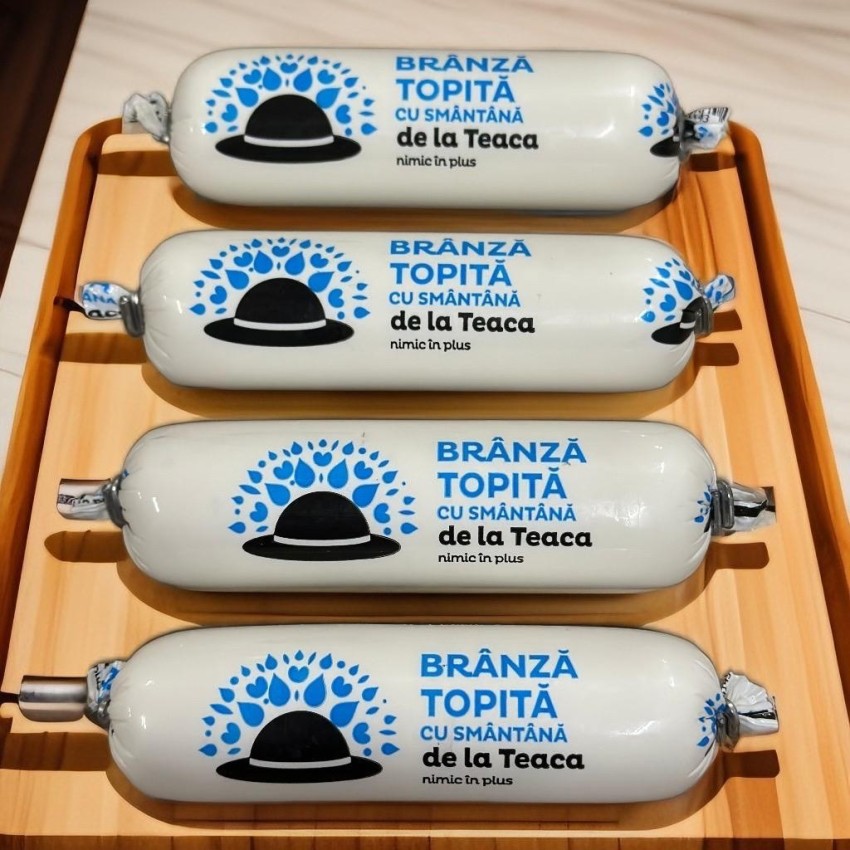 BRÂNZĂ
TOPITĂ
CU SMÂNTÂNĂ
de la Teaca
nimic în plus
BRÂNZĂ
TOPITĂ
CU SMÂNTÂNĂ
de la Teaca
nimic în plus
BRÂNZĂ
TOPITĂ
CU SMÂNTÂNĂ
de la Teaca
nimic în plus
BRÂNZĂ
TOPITĂ
CU SMÂNTÂNĂ
de la Teaca
nimic în plus